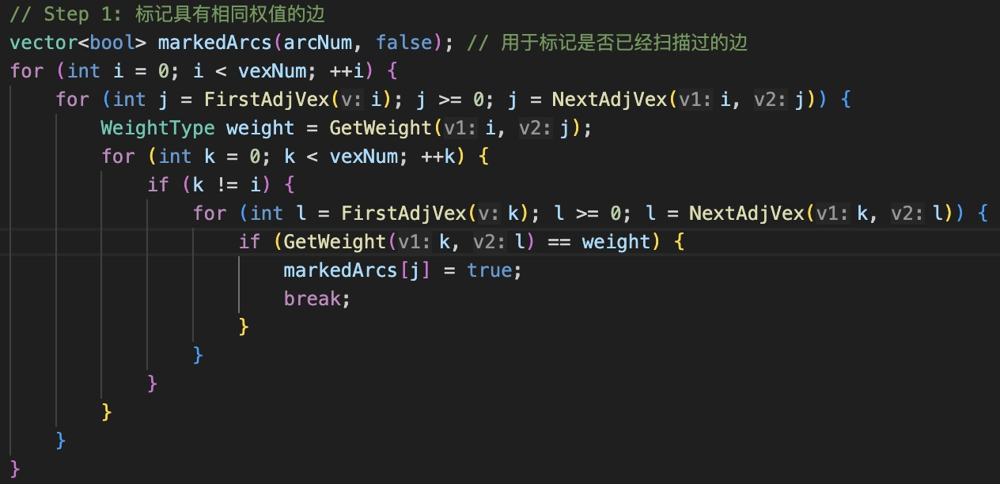 // Step 1: 标记具有相同权值的边
vector<bool> markedArcs(arcNum, false); // 用于标记是否已经扫描过的边
for (int i = 0; i < vexNum; ++i) {
    for (int j = FirstAdjVex(v: i); j >= 0; j = NextAdjVex(v1: i, v2: j)) {
        WeightType weight = GetWeight(v1: i, v2: j);
        for (int k = 0; k < vexNum; ++k) {
            if (k != i) {
                for (int l = FirstAdjVex(v: k); l >= 0; l = NextAdjVex(v1: k, v2: l)) {
                    if (GetWeight(v1: k, v2: l) == weight) {
                        markedArcs[j] = true;
                        break;
                    }
                }
            }
        }
    }
}